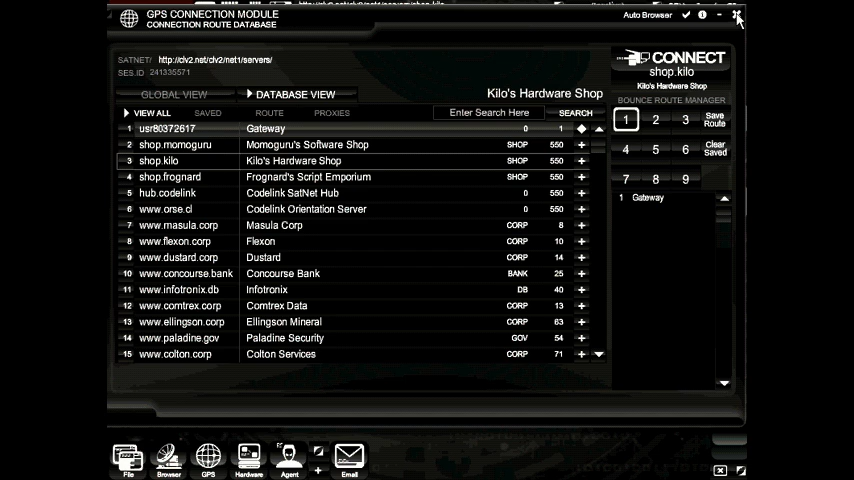 GPS CONNECTION MODULE
CONNECTION ROUTE DATABASE
Auto Browser
SATNET/ http://clv2.net/clv2/net1/servers/
SES.ID 241335571
GLOBAL VIEW DATABASE VIEW Kilo's Hardware Shop
VIEW ALL SAVED ROUTE PROXIES Enter Search Here SEARCH
1 usr80372617 Gateway 0 1
2 shop.momoguru Momoguru's Software Shop SHOP 550 +
3 shop.kilo Kilo's Hardware Shop SHOP 550 +
4 shop.frognard Frognard's Script Emporium SHOP 550 +
5 hub.codelink Codelink SatNet Hub 0 550 +
6 www.orse.cl Codelink Orientation Server 0 550 +
7 www.masula.corp Masula Corp CORP 8 +
8 www.flexon.corp Flexon CORP 10 +
9 www.dustard.corp Dustard CORP 14 +
10 www.concourse.bank Concourse Bank BANK 25 +
11 www.infotronix.db Infotronix DB 40 +
12 www.comtrex.corp Comtrex Data CORP 13 +
13 www.ellingson.corp Ellingson Mineral CORP 63 +
14 www.paladine.gov Paladine Security GOV 54 +
15 www.colton.corp Colton Services CORP 71 +
CONNECT
shop.kilo
Kilo's Hardware Shop
BOUNCE ROUTE MANAGER
1 2 3 Save Route
4 5 6 Clear Saved
7 8 9
1 Gateway
File Browser GPS Hardware Agent + Email